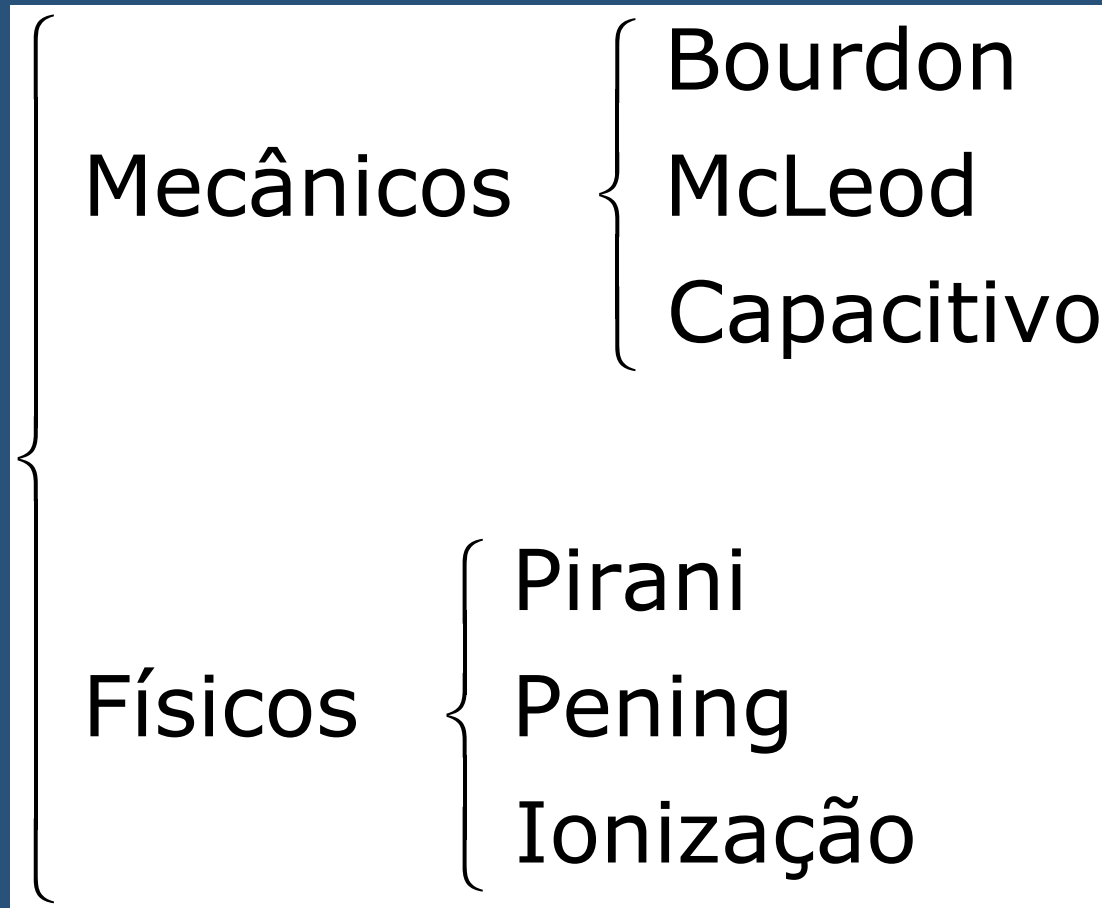 Mecânicos
Bourdon
McLeod
Capacitivo
Físicos
Pirani
Pening
Ionização